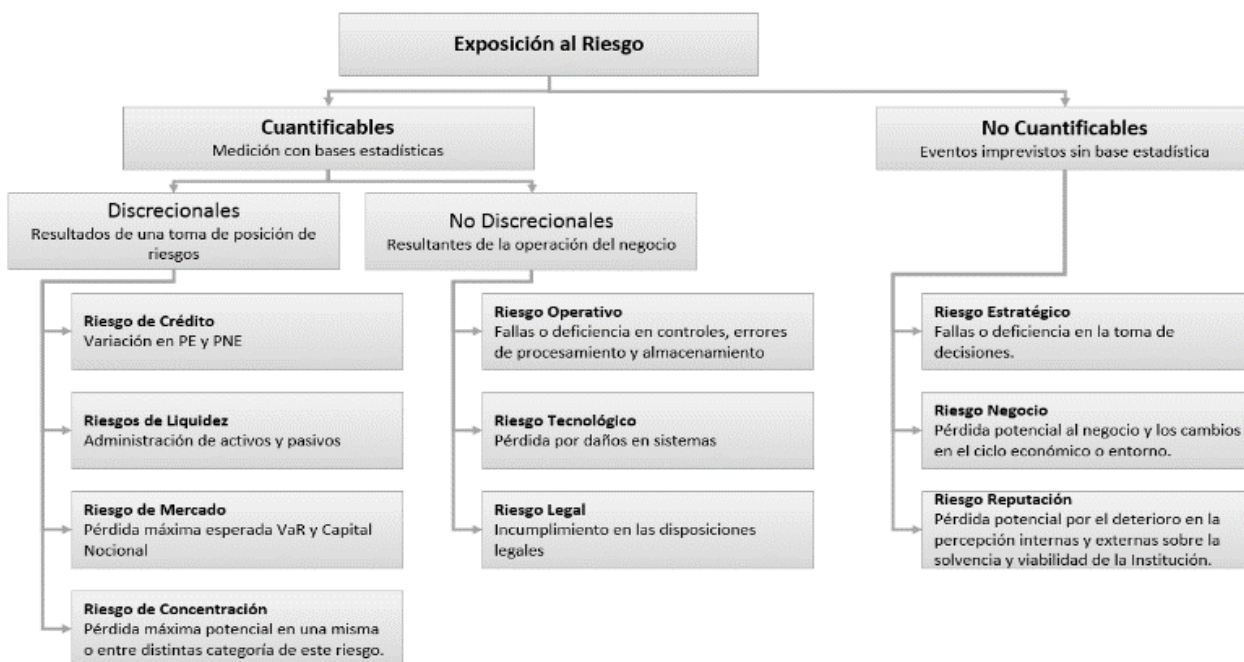 Exposición al Riesgo
Cuantificables
Medición con bases estadísticas
No Cuantificables
Eventos imprevistos sin base estadística
Discrecionales
Resultados de una toma de posición de
riesgos
No Discrecionales
Resultantes de la operación del negocio
Riesgo de Crédito
Variación en PE y PNE
Riesgos de Liquidez
Administración de activos y pasivos
Riesgo de Mercado
Pérdida máxima esperada VaR y Capital
Nocional
Riesgo de Concentración
Pérdida máxima potencial en una misma
o entre distintas categoría de este riesgo.
Riesgo Operativo
Fallas o deficiencia en controles, errores
de procesamiento y almacenamiento
Riesgo Tecnológico
Pérdida por daños en sistemas
Riesgo Legal
Incumplimiento en las disposiciones
legales
Riesgo Estratégico
Fallas o deficiencia en la toma de
decisiones.
Riesgo Negocio
Pérdida potencial al negocio y los cambios
en el ciclo económico o entorno.
Riesgo Reputación
Pérdida potencial por el deterioro en la
percepción internas y externas sobre la
solvencia y viabilidad de la Institución.